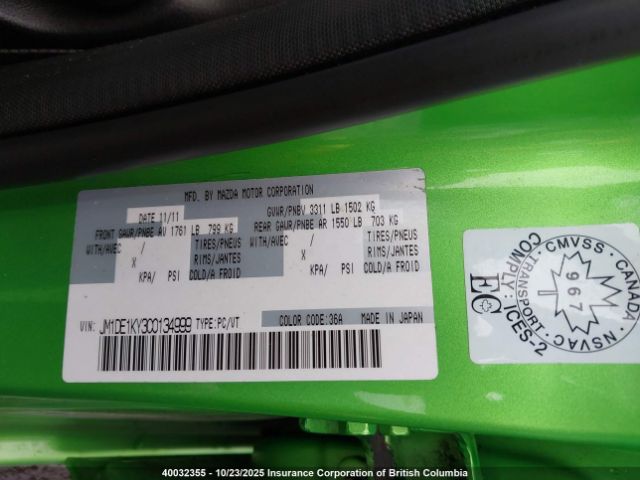 MFD. BY MAZDA MOTOR CORPORATION
DATE 11/11 GVWR/PNBV 3311 LB 1502 KG
FRONT GAWR/PNBE AV 1761 LB 799 KG REAR GAWR/PNBE AR 1550 LB 703 KG
WITH/AVEC / TIRES/PNEUS WITH/AVEC / TIRES/PNEUS
X RIMS/JANTES X RIMS/JANTES
KPA/ PSI COLD/A FROID KPA/ PSI COLD/A FROID
VIN: JM1DE1KY3C0134999 TYPE:PC/VT COLOR CODE:36A MADE IN JAPAN
TRANSPORT CMVSS CANADA
967
NSVAC
EC
COMPLY: ICES-2
40032355 - 10/23/2025 Insurance Corporation of British Columbia